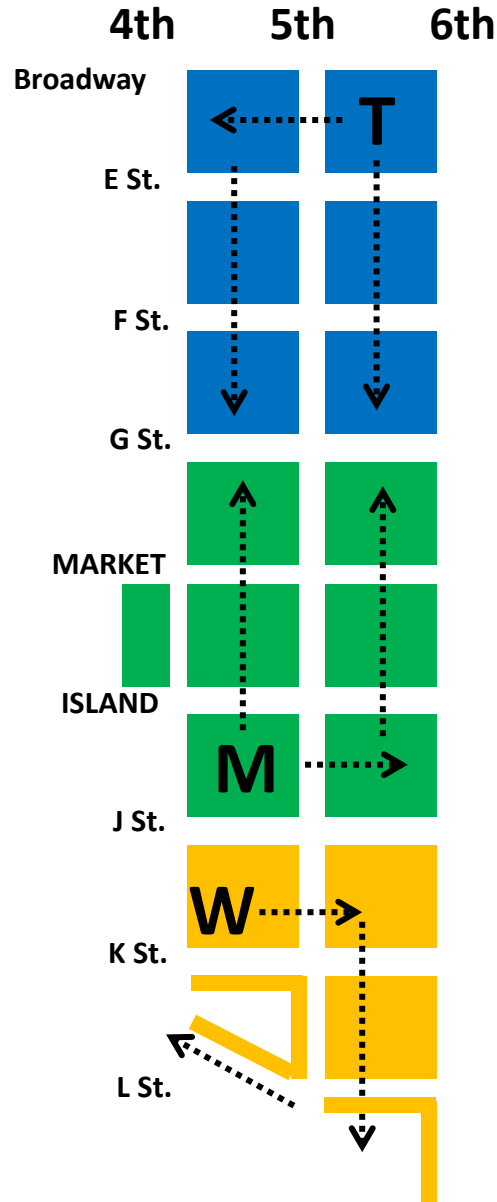 4th 5th 6th
Broadway
T
E St.
F St.
G St.
MARKET
ISLAND
M
J St.
W
K St.
L St.